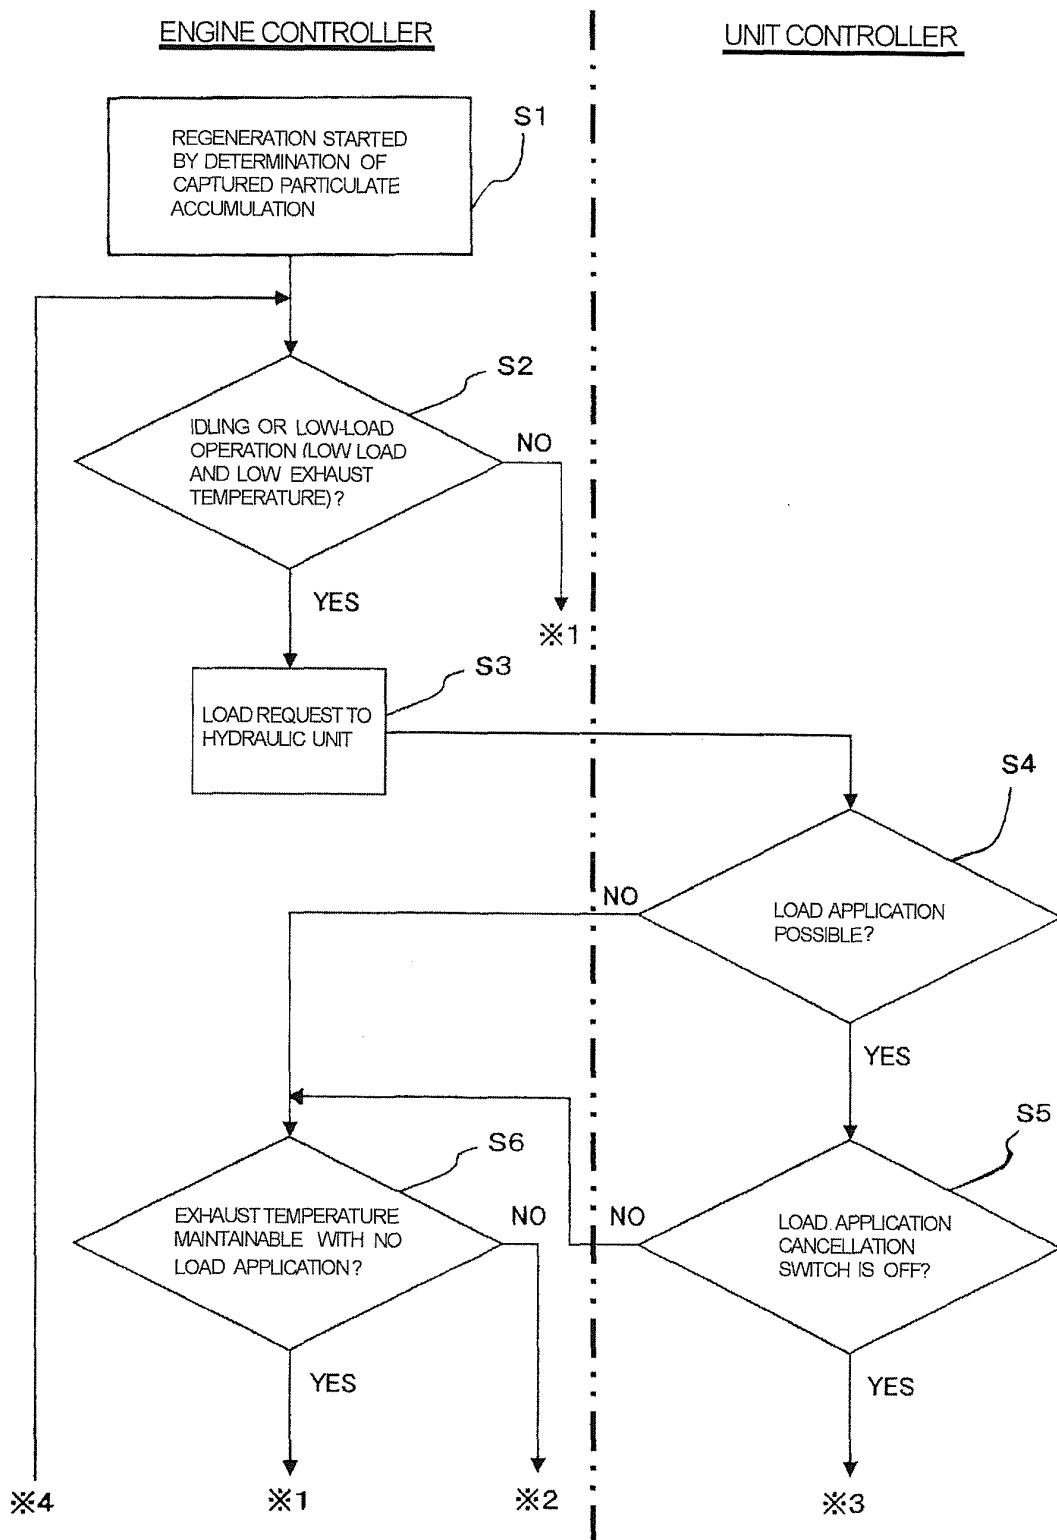 ENGINE CONTROLLER
UNIT CONTROLLER
S1
REGENERATION STARTED
BY DETERMINATION OF
CAPTURED PARTICULATE
ACCUMULATION
S2
IDLING OR LOW-LOAD
OPERATION (LOW LOAD
AND LOW EXHAUST
TEMPERATURE)?
NO
YES
※1
S3
LOAD REQUEST TO
HYDRAULIC UNIT
S4
NO
LOAD APPLICATION
POSSIBLE?
YES
S5
S6
EXHAUST TEMPERATURE
MAINTAINABLE WITH NO
LOAD APPLICATION?
NO
NO
LOAD APPLICATION
CANCELLATION
SWITCH IS OFF?
YES
YES
※4
※1
※2
※3